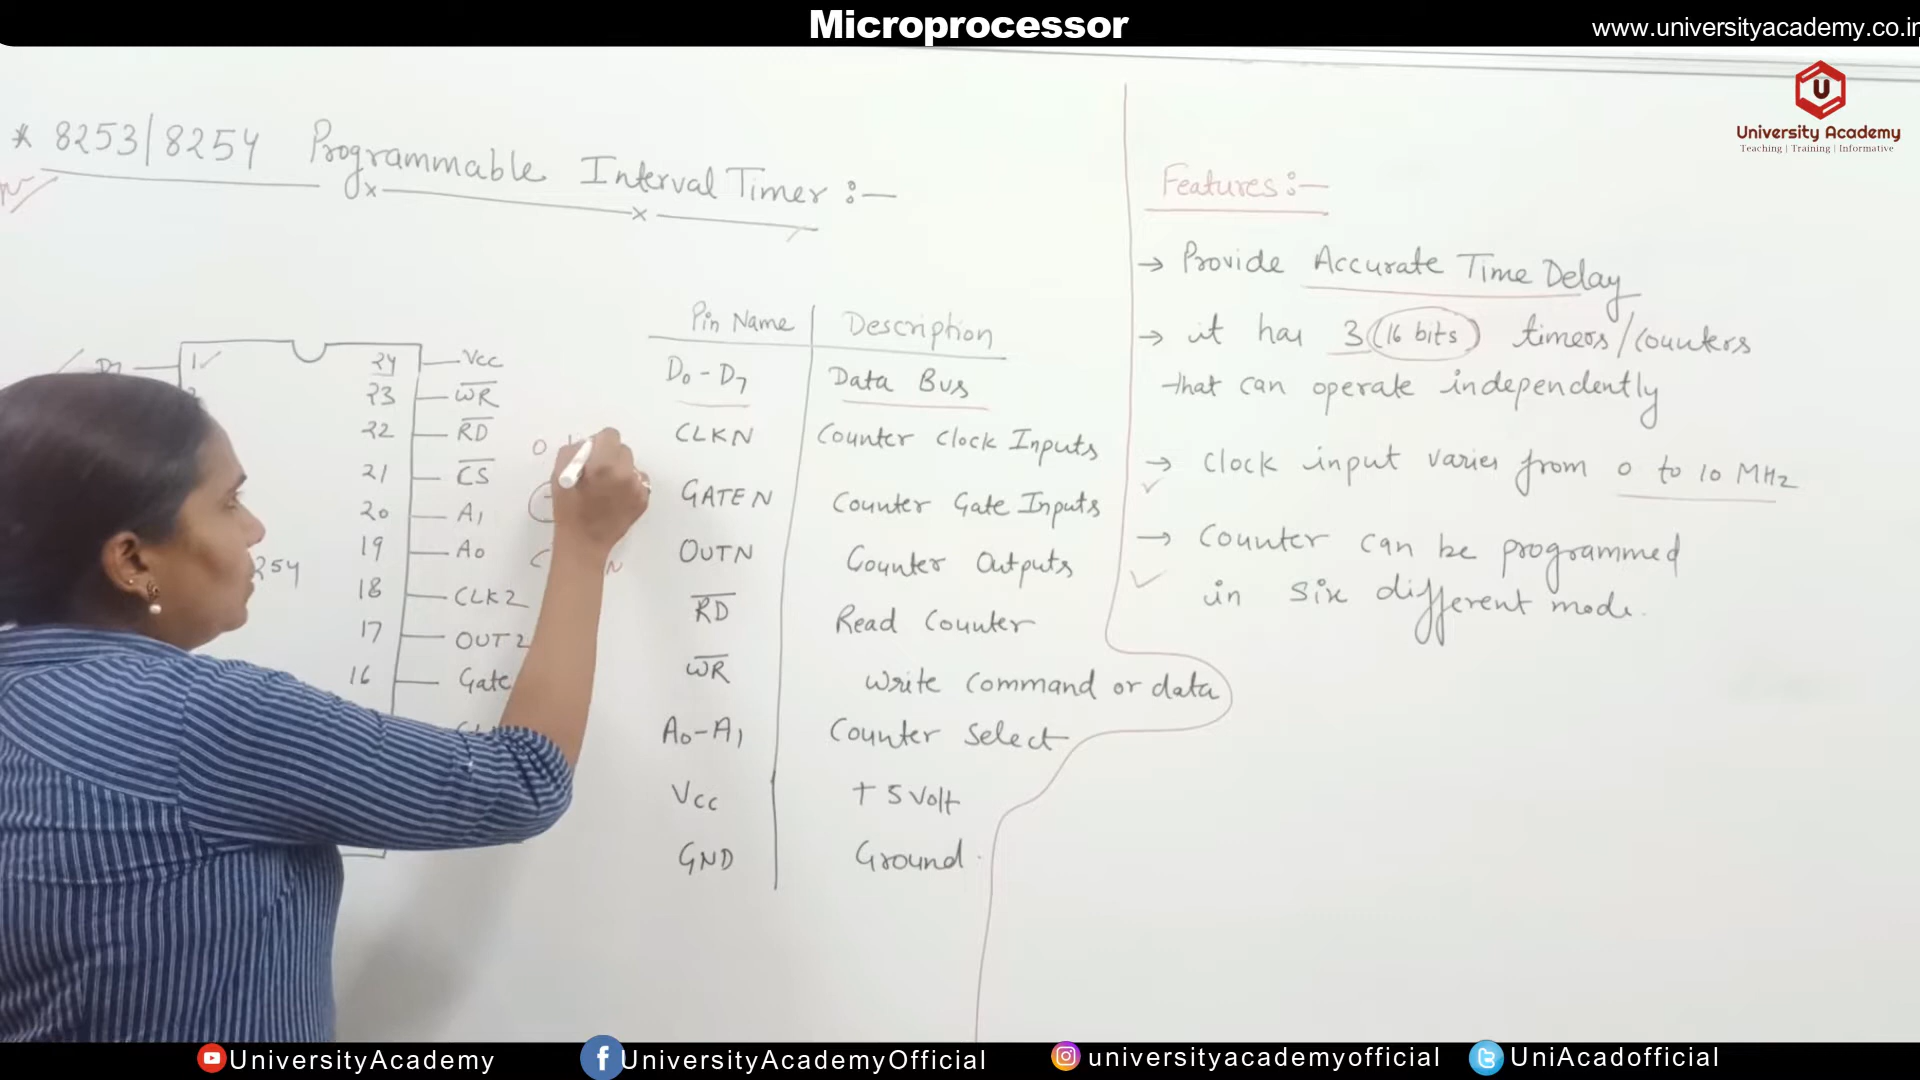 Microprocessor
www.universityacademy.co.in
U
University Academy
Teaching | Training | Informative
* 8253/8254 Programmable Interval Timer :-
Features :-
→ Provide Accurate Time Delay
→ it has 3 (16 bits) timers/counters
that can operate independently
→ Clock input varies from 0 to 10 MHz
→ Counter can be programmed
in six different mode.
D7 1 24 Vcc
23 WR
22 RD
21 CS
20 A1
19 A0
18 CLK2
17 OUT2
16 Gate
254
Pin Name Description
D0-D7 Data Bus
CLKN Counter Clock Inputs
GATEN Counter Gate Inputs
OUTN Counter Outputs
RD Read Counter
WR Write Command or data
A0-A1 Counter Select
Vcc +5Volt
GND Ground
UniversityAcademy
UniversityAcademyOfficial
universityacademyofficial
UniAcadofficial